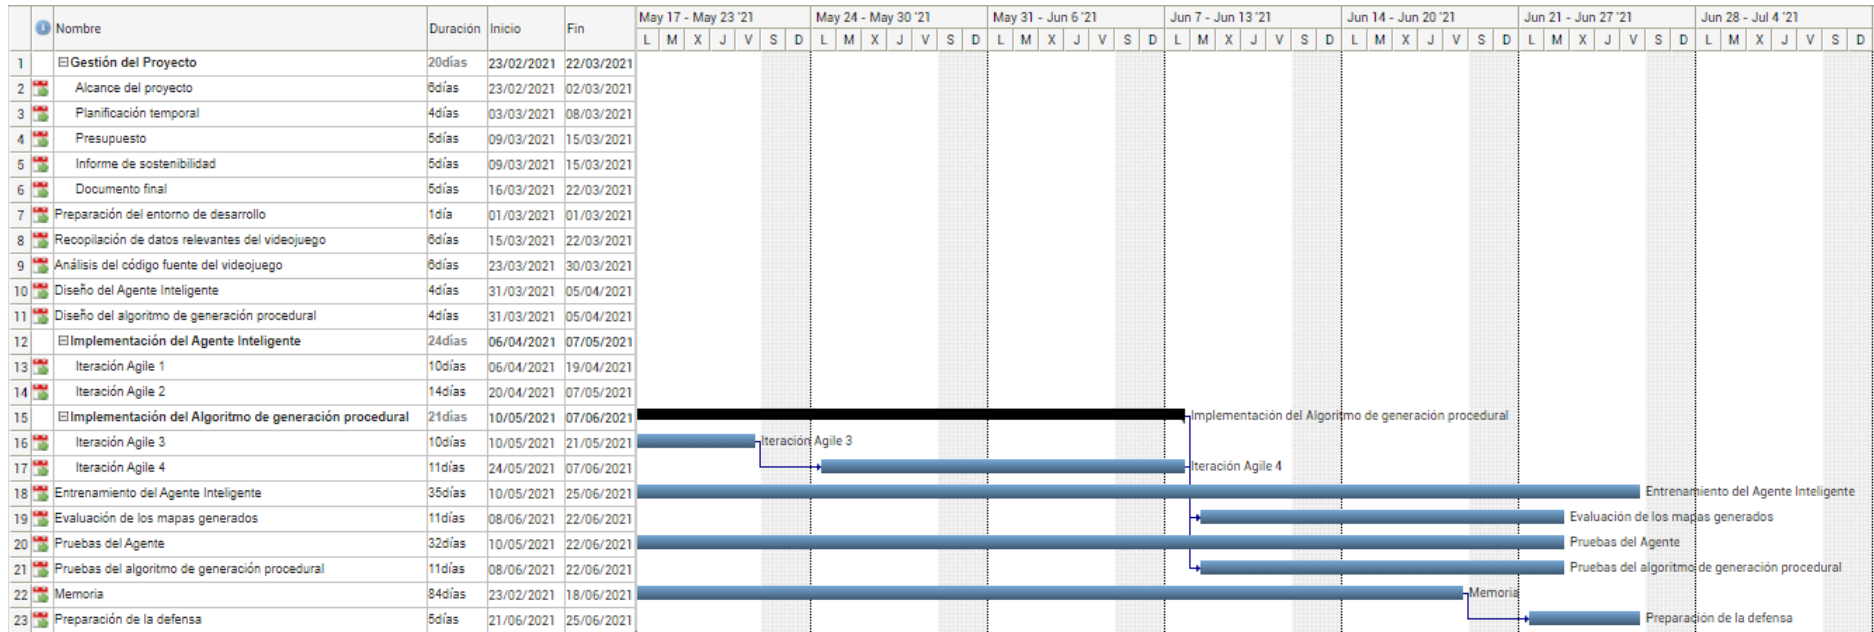 May 17 - May 23 '21 May 24 - May 30 '21 May 31 - Jun 6 '21 Jun 7 - Jun 13 '21 Jun 14 - Jun 20 '21 Jun 21 - Jun 27 '21 Jun 28 - Jul 4 '21
Nombre Duración Inicio Fin
L M X J V S D L M X J V S D L M X J V S D L M X J V S D L M X J V S D L M X J V S D L M X J V S D
1 Gestión del Proyecto 20días 23/02/2021 22/03/2021
2 Alcance del proyecto 6días 23/02/2021 02/03/2021
3 Planificación temporal 4días 03/03/2021 08/03/2021
4 Presupuesto 5días 09/03/2021 15/03/2021
5 Informe de sostenibilidad 5días 09/03/2021 15/03/2021
6 Documento final 5días 16/03/2021 22/03/2021
7 Preparación del entorno de desarrollo 1día 01/03/2021 01/03/2021
8 Recopilación de datos relevantes del videojuego 6días 15/03/2021 22/03/2021
9 Análisis del código fuente del videojuego 6días 23/03/2021 30/03/2021
10 Diseño del Agente Inteligente 4días 31/03/2021 05/04/2021
11 Diseño del algoritmo de generación procedural 4días 31/03/2021 05/04/2021
12 Implementación del Agente Inteligente 24días 06/04/2021 07/05/2021
13 Iteración Agile 1 10días 06/04/2021 19/04/2021
14 Iteración Agile 2 14días 20/04/2021 07/05/2021
15 Implementación del Algoritmo de generación procedural 21días 10/05/2021 07/06/2021 Implementación del Algoritmo de generación procedural
16 Iteración Agile 3 10días 10/05/2021 21/05/2021 Iteración Agile 3
17 Iteración Agile 4 11días 24/05/2021 07/06/2021 Iteración Agile 4
18 Entrenamiento del Agente Inteligente 35días 10/05/2021 25/06/2021 Entrenamiento del Agente Inteligente
19 Evaluación de los mapas generados 11días 08/06/2021 22/06/2021 Evaluación de los mapas generados
20 Pruebas del Agente 32días 10/05/2021 22/06/2021 Pruebas del Agente
21 Pruebas del algoritmo de generación procedural 11días 08/06/2021 22/06/2021 Pruebas del algoritmo de generación procedural
22 Memoria 84días 23/02/2021 18/06/2021 Memoria
23 Preparación de la defensa 5días 21/06/2021 25/06/2021 Preparación de la defensa